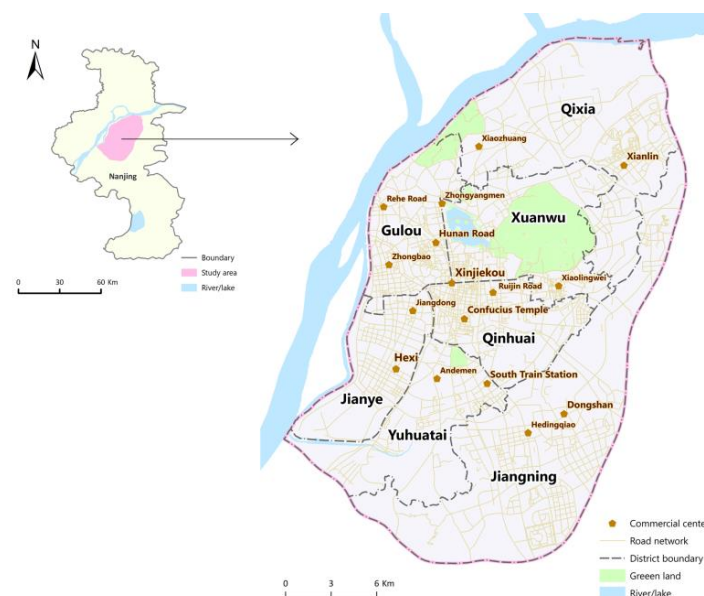 N
Nanjing
Boundary
Study area
River/lake
0 30 60 Km
Qixia
Xiaozhuang
Xianlin
Zhongyangmen
Rehe Road
Xuanwu
Gulou
Hunan Road
Zhongbao
Xinjiekou
Xiaolingwei
Ruijin Road
Jiangdong
Confucius Temple
Qinhuai
Hexi
Andemen
South Train Station
Jianye
Dongshan
Yuhuatai
Hedingqiao
Jiangning
Commercial cente
Road network
District boundary
Greeen land
River/lake
0 3 6 Km